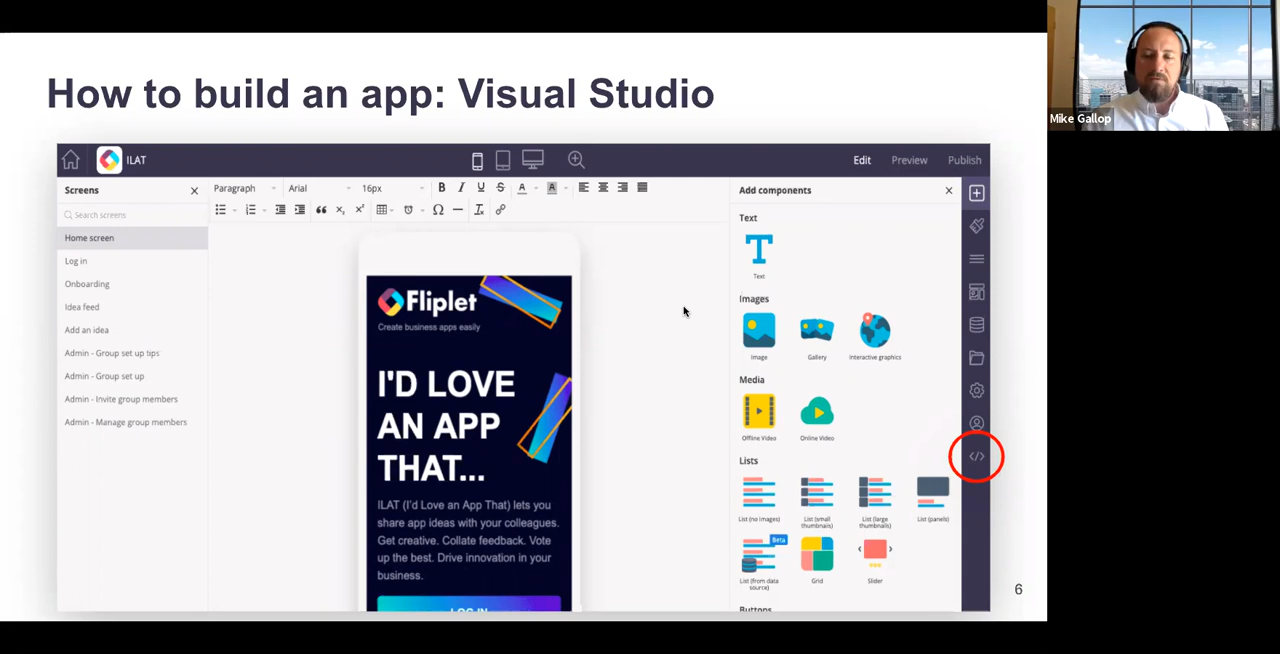 How to build an app: Visual Studio
Mike Gallop
ILAT
Edit Preview Publish
Screens
Search screens
Home screen
Log in
Onboarding
Idea feed
Add an idea
Admin - Group set up tips
Admin - Group set up
Admin - Invite group members
Admin - Manage group members
Paragraph Arial 16px B I U S A A
Fliplet
Create business apps easily
I'D LOVE
AN APP
THAT...
ILAT (I'd Love an App That) lets you
share app ideas with your colleagues.
Get creative. Collate feedback. Vote
up the best. Drive innovation in your
business.
LOG IN
Add components
Text
T
Text
Images
Image Gallery Interactive graphics
Media
Offline Video Online Video
Lists
List (no images) List (small thumbnails) List (large thumbnails) List (panels)
Beta
List (from data source) Grid Slider
Buttons
</>
6